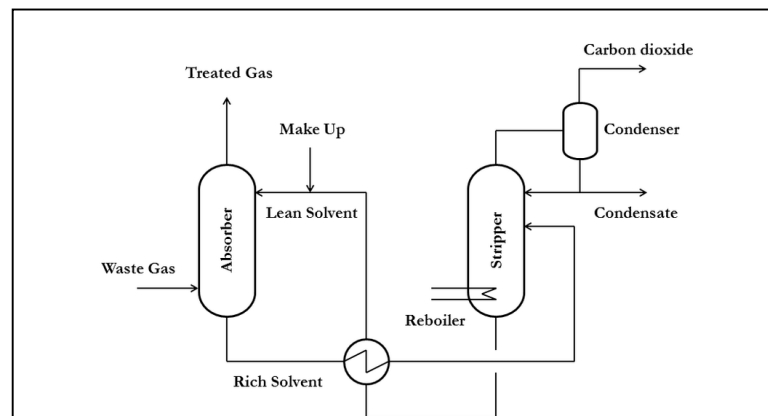 Carbon dioxide
Treated Gas
Make Up
Condenser
Absorber
Lean Solvent
Stripper
Condensate
Waste Gas
Reboiler
Rich Solvent